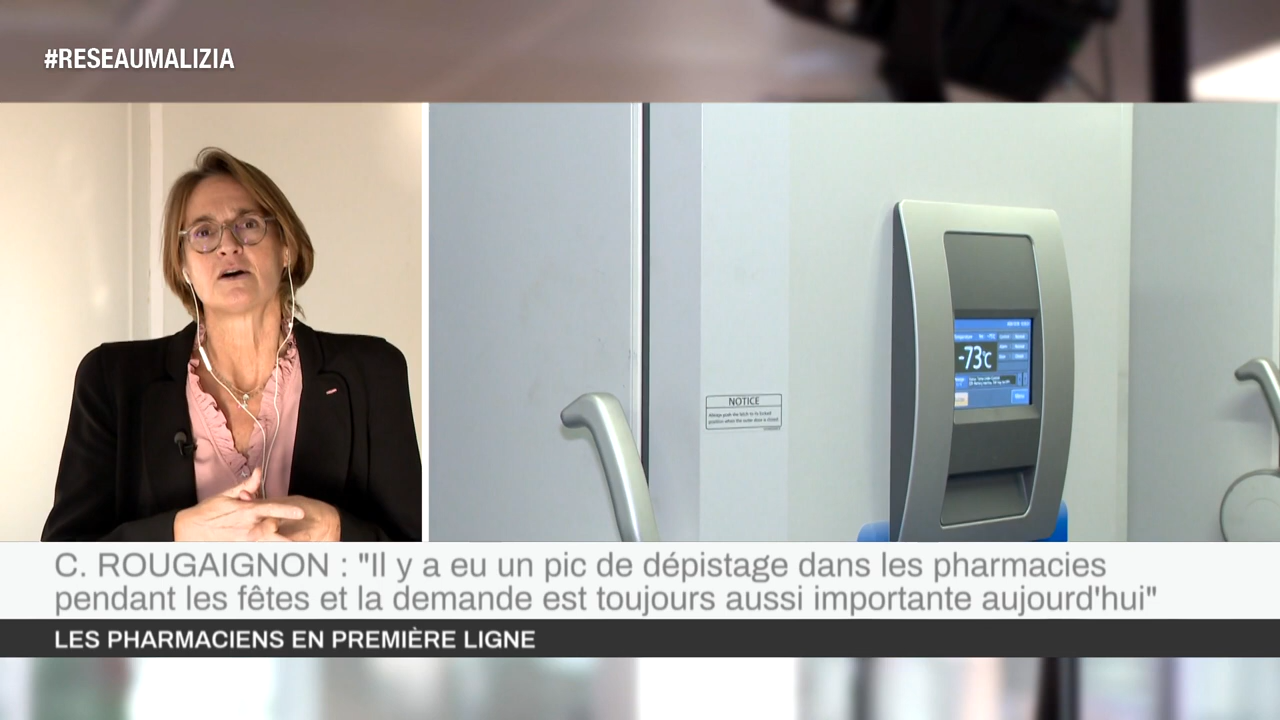 #RESEAUMALIZIA
-73°C
NOTICE
C. ROUGAIGNON : "Il y a eu un pic de dépistage dans les pharmacies
pendant les fêtes et la demande est toujours aussi importante aujourd'hui"
LES PHARMACIENS EN PREMIÈRE LIGNE